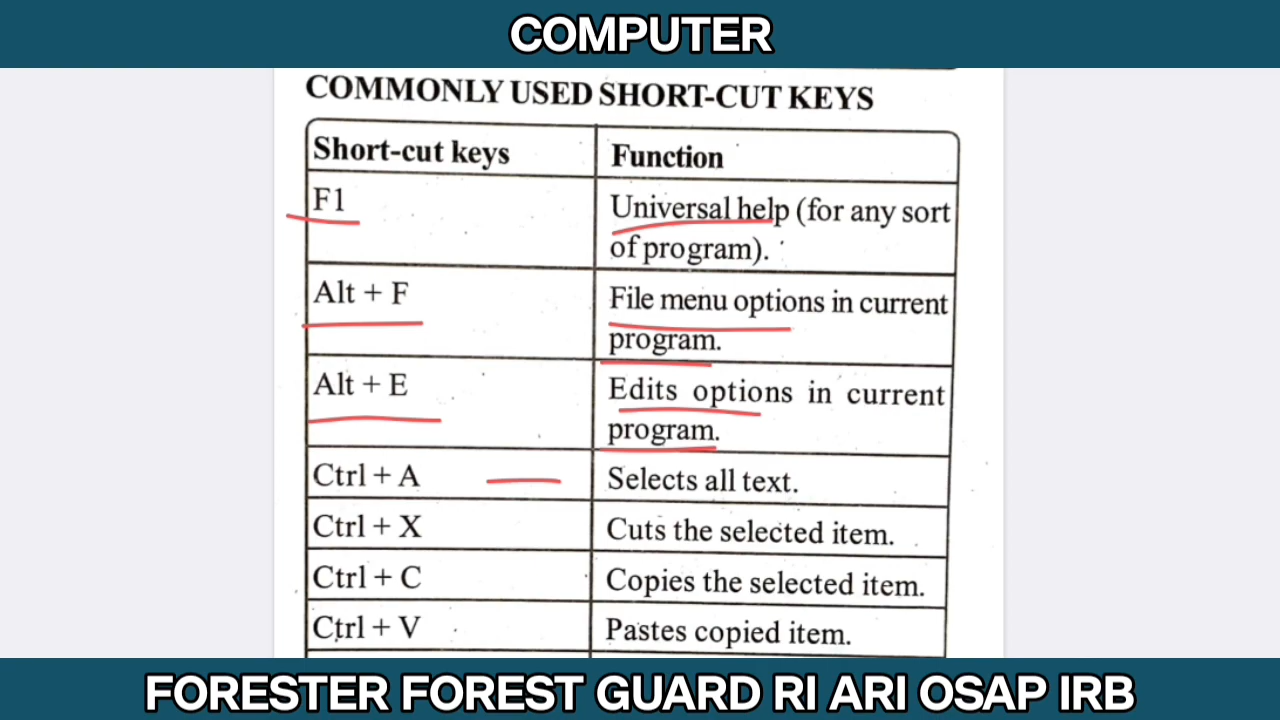 COMPUTER
COMMONLY USED SHORT-CUT KEYS
Short-cut keys Function
F1 Universal help (for any sort
of program).
Alt + F File menu options in current
program.
Alt + E Edits options in current
program.
Ctrl + A Selects all text.
Ctrl + X Cuts the selected item.
Ctrl + C Copies the selected item.
Ctrl + V Pastes copied item.
FORESTER FOREST GUARD RI ARI OSAP IRB